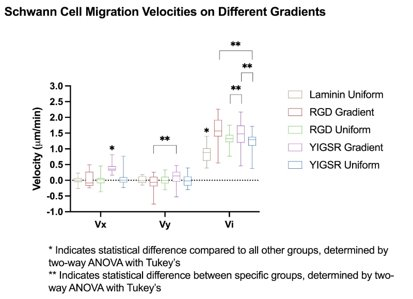 Schwann Cell Migration Velocities on Different Gradients
Velocity (μm/min)
3.0
2.5
2.0
1.5
1.0
0.5
0.0
-0.5
-1.0
*
**
*
**
**
**
Vx
Vy
Vi
Laminin Uniform
RGD Gradient
RGD Uniform
YIGSR Gradient
YIGSR Uniform
* Indicates statistical difference compared to all other groups, determined by
two-way ANOVA with Tukey's
** Indicates statistical difference between specific groups, determined by two-
way ANOVA with Tukey's